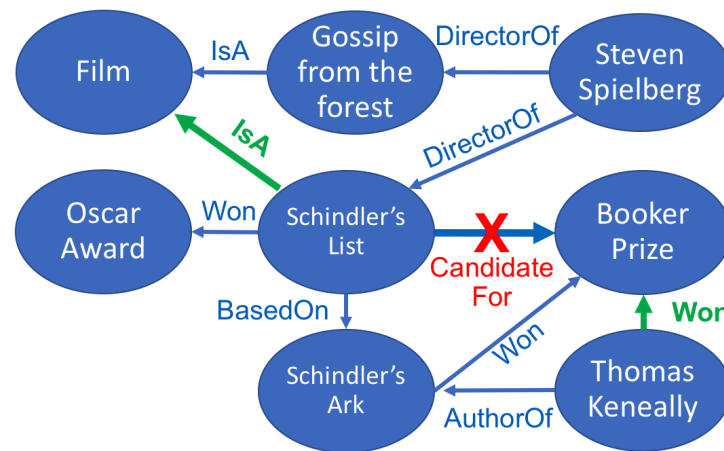 Film
IsA
Gossip
from the
forest
DirectorOf
Steven
Spielberg
IsA
DirectorOf
Oscar
Award
Won
Schindler's
List
X
Candidate
For
Booker
Prize
BasedOn
Won
Won
Schindler's
Ark
AuthorOf
Thomas
Keneally